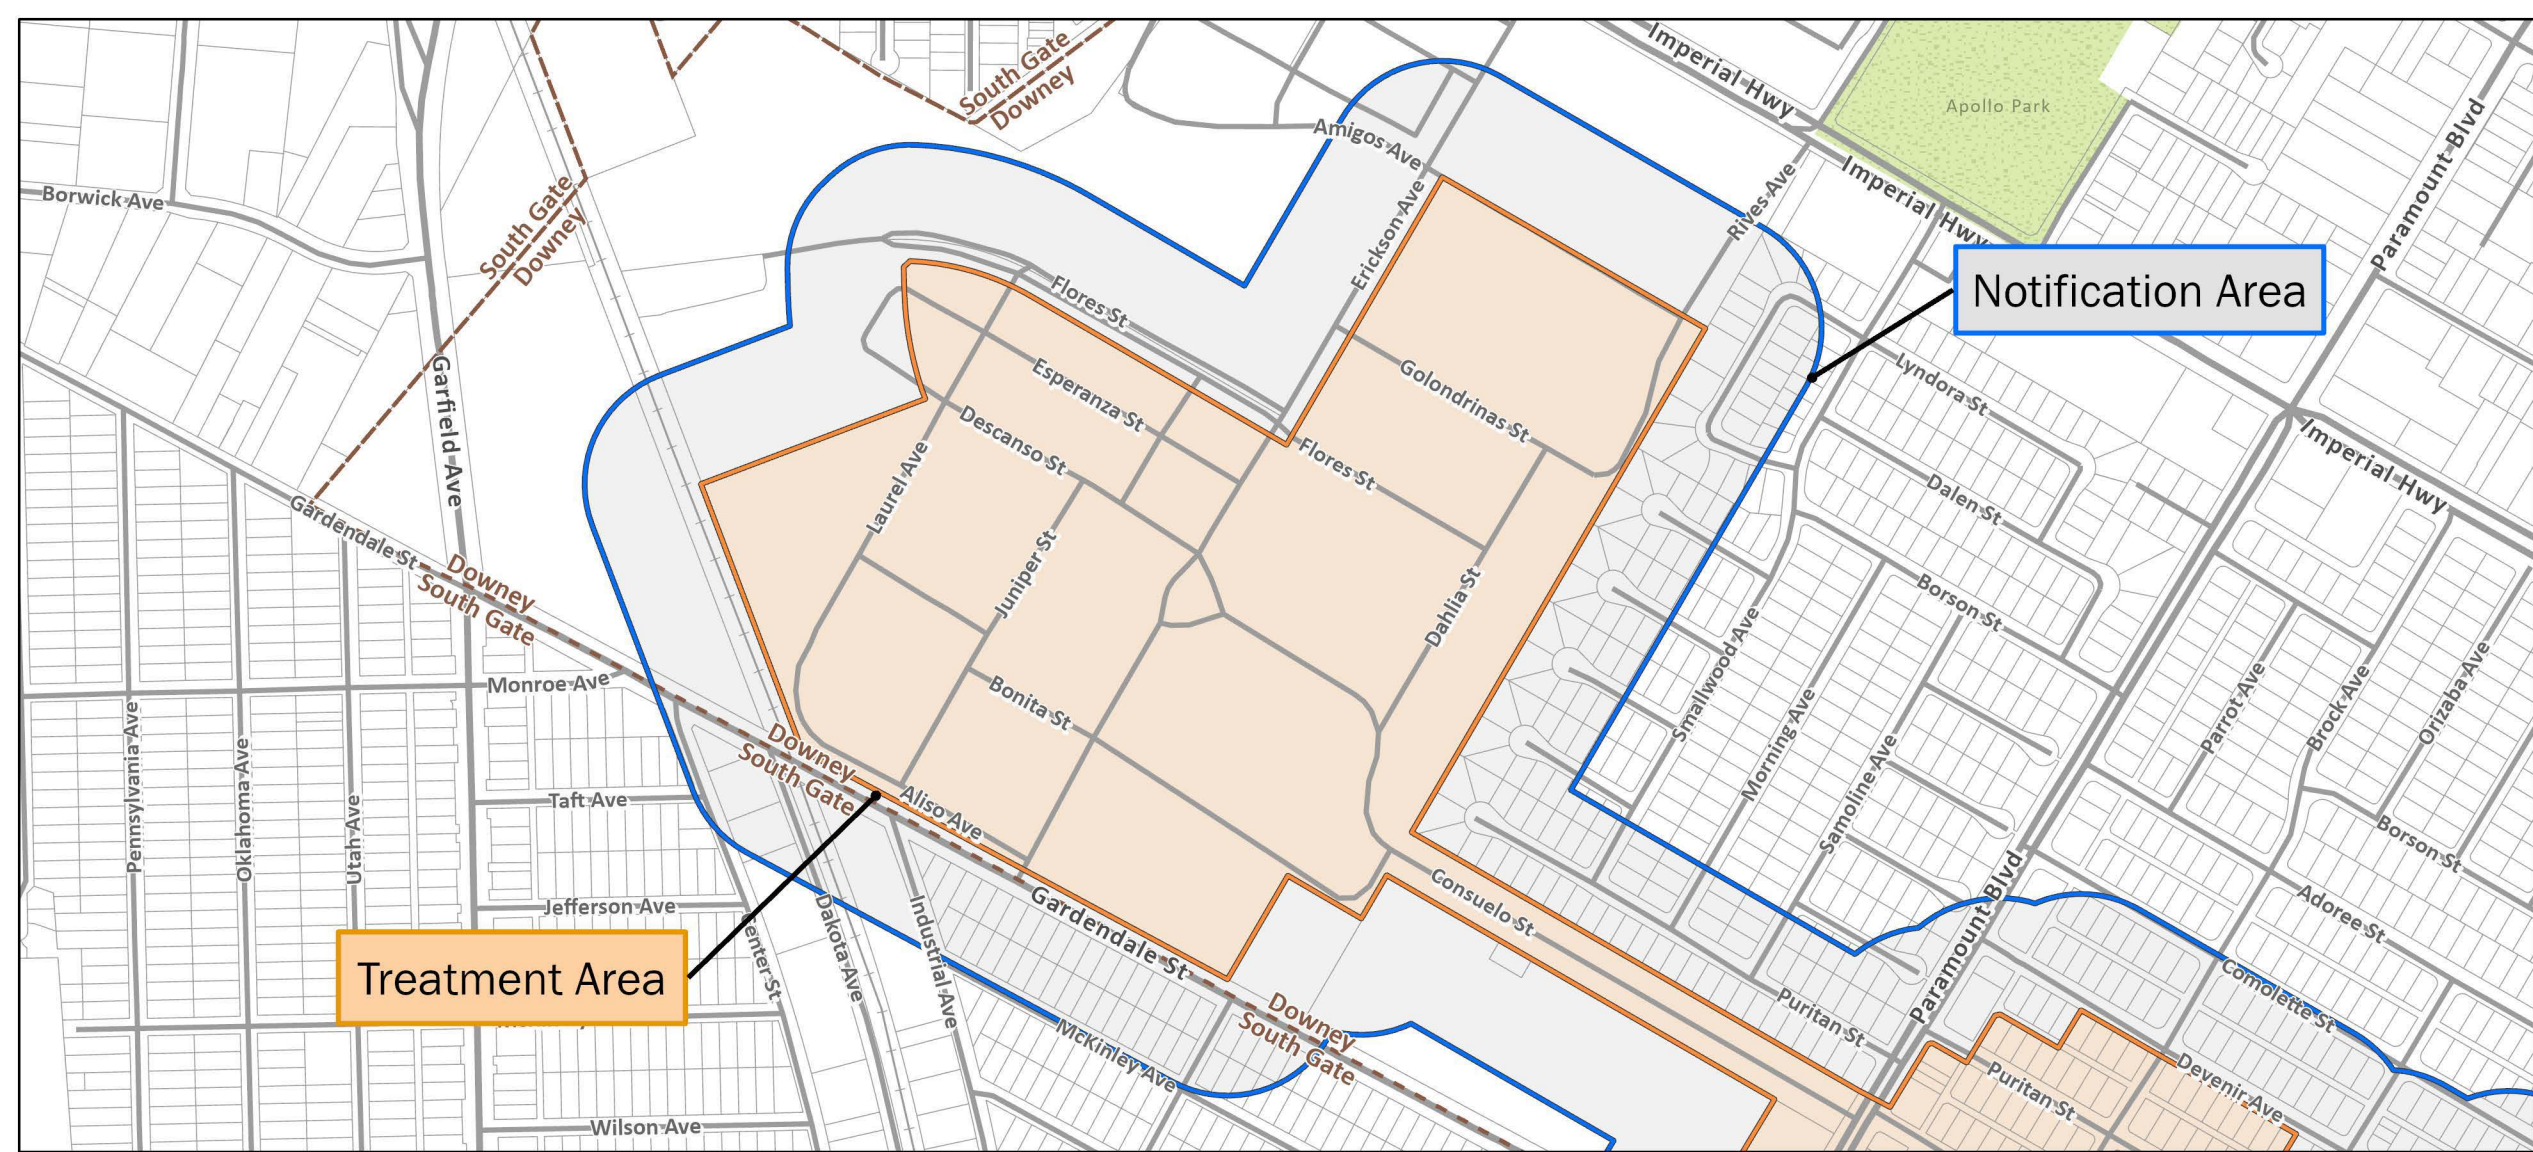 South Gate
Downey
Imperial Hwy
Apollo Park
Paramount Blvd
Amigos Ave
Borwick Ave
South Gate
Downey
Rives Ave
Imperial Hwy
Erickson Ave
Notification Area
Flores St
Garfield Ave
Esperanza St
Golondrinas St
Lyndora St
Descanso St
Flores St
Imperial Hwy
Laurel Ave
Dalen St
Gardendale St
Downey
South Gate
Juniper St
Dahlia St
Borson St
Smallwood Ave
Monroe Ave
Bonita St
Morning Ave
Samoline Ave
Parrot Ave
Brock Ave
Orizaba Ave
Pennsylvania Ave
Oklahoma Ave
Utah Ave
Downey
South Gate
Taft Ave
Aliso Ave
Borson St
Jefferson Ave
Gardendale St
Consuelo St
Paramount Blvd
Adoree St
Treatment Area
Dakota Ave
Industrial Ave
Puritan St
Comolette St
Downey
South Gate
McKinley Ave
Puritan St
Devenir Ave
Wilson Ave